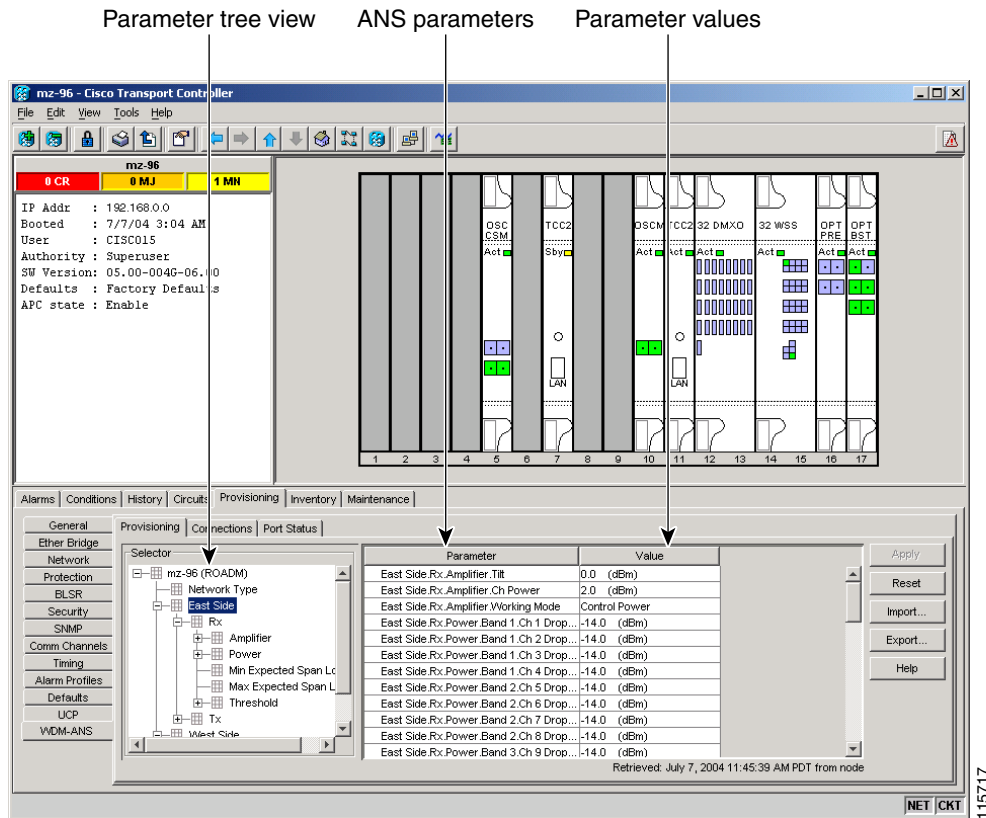 Parameter tree view ANS parameters Parameter values
mz-96 - Cisco Transport Controller
File Edit View Tools Help
mz-96
0 CR 0 MJ 1 MN
IP Addr : 192.168.0.0
Booted : 7/7/04 3:04 AM
User : CISCO15
Authority : Superuser
SW Version: 05.00-004G-06.00
Defaults : Factory Defaults
APC state : Enable
OSC CSM TCC2 OSCM TCC2 32 DMXO 32 WSS OPT PRE OPT BST
Act Sby Act Act Act Act Act Act
LAN LAN
1 2 3 4 5 6 7 8 9 10 11 12 13 14 15 16 17
Alarms Conditions History Circuits Provisioning Inventory Maintenance
General
Ether Bridge
Network
Protection
BLSR
Security
SNMP
Comm Channels
Timing
Alarm Profiles
Defaults
UCP
WDM-ANS
Provisioning Connections Port Status
Selector
mz-96 (ROADM)
Network Type
East Side
Rx
Amplifier
Power
Min Expected Span Lo
Max Expected Span L
Threshold
Tx
West Side
Parameter Value
East Side.Rx.Amplifier.Tilt 0.0 (dBm)
East Side.Rx.Amplifier.Ch Power 2.0 (dBm)
East Side.Rx.Amplifier.Working Mode Control Power
East Side.Rx.Power.Band 1.Ch 1 Drop... -14.0 (dBm)
East Side.Rx.Power.Band 1.Ch 2 Drop... -14.0 (dBm)
East Side.Rx.Power.Band 1.Ch 3 Drop... -14.0 (dBm)
East Side.Rx.Power.Band 1.Ch 4 Drop... -14.0 (dBm)
East Side.Rx.Power.Band 2.Ch 5 Drop... -14.0 (dBm)
East Side.Rx.Power.Band 2.Ch 6 Drop... -14.0 (dBm)
East Side.Rx.Power.Band 2.Ch 7 Drop... -14.0 (dBm)
East Side.Rx.Power.Band 2.Ch 8 Drop... -14.0 (dBm)
East Side.Rx.Power.Band 3.Ch 9 Drop... -14.0 (dBm)
Apply
Reset
Import...
Export...
Help
Retrieved: July 7, 2004 11:45:39 AM PDT from node
NET CKT
115717